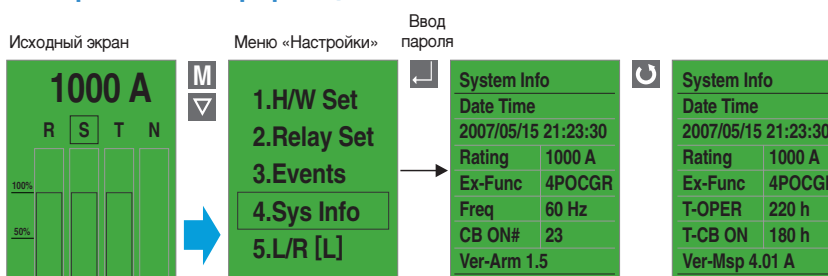 Исходный экран
1000 A
R S T N
100%
50%
M
Меню «Настройки»
1.H/W Set
2.Relay Set
3.Events
4.Sys Info
5.L/R [L]
Ввод
пароля
System Info
Date Time
2007/05/15 21:23:30
Rating 1000 A
Ex-Func 4POCGR
Freq 60 Hz
CB ON# 23
Ver-Arm 1.5
System Info
Date Time
2007/05/15 21:23:30
Rating 1000 A
Ex-Func
T-OPER 220 h
T-CB ON 180 h
Ver-Msp 4.01 A